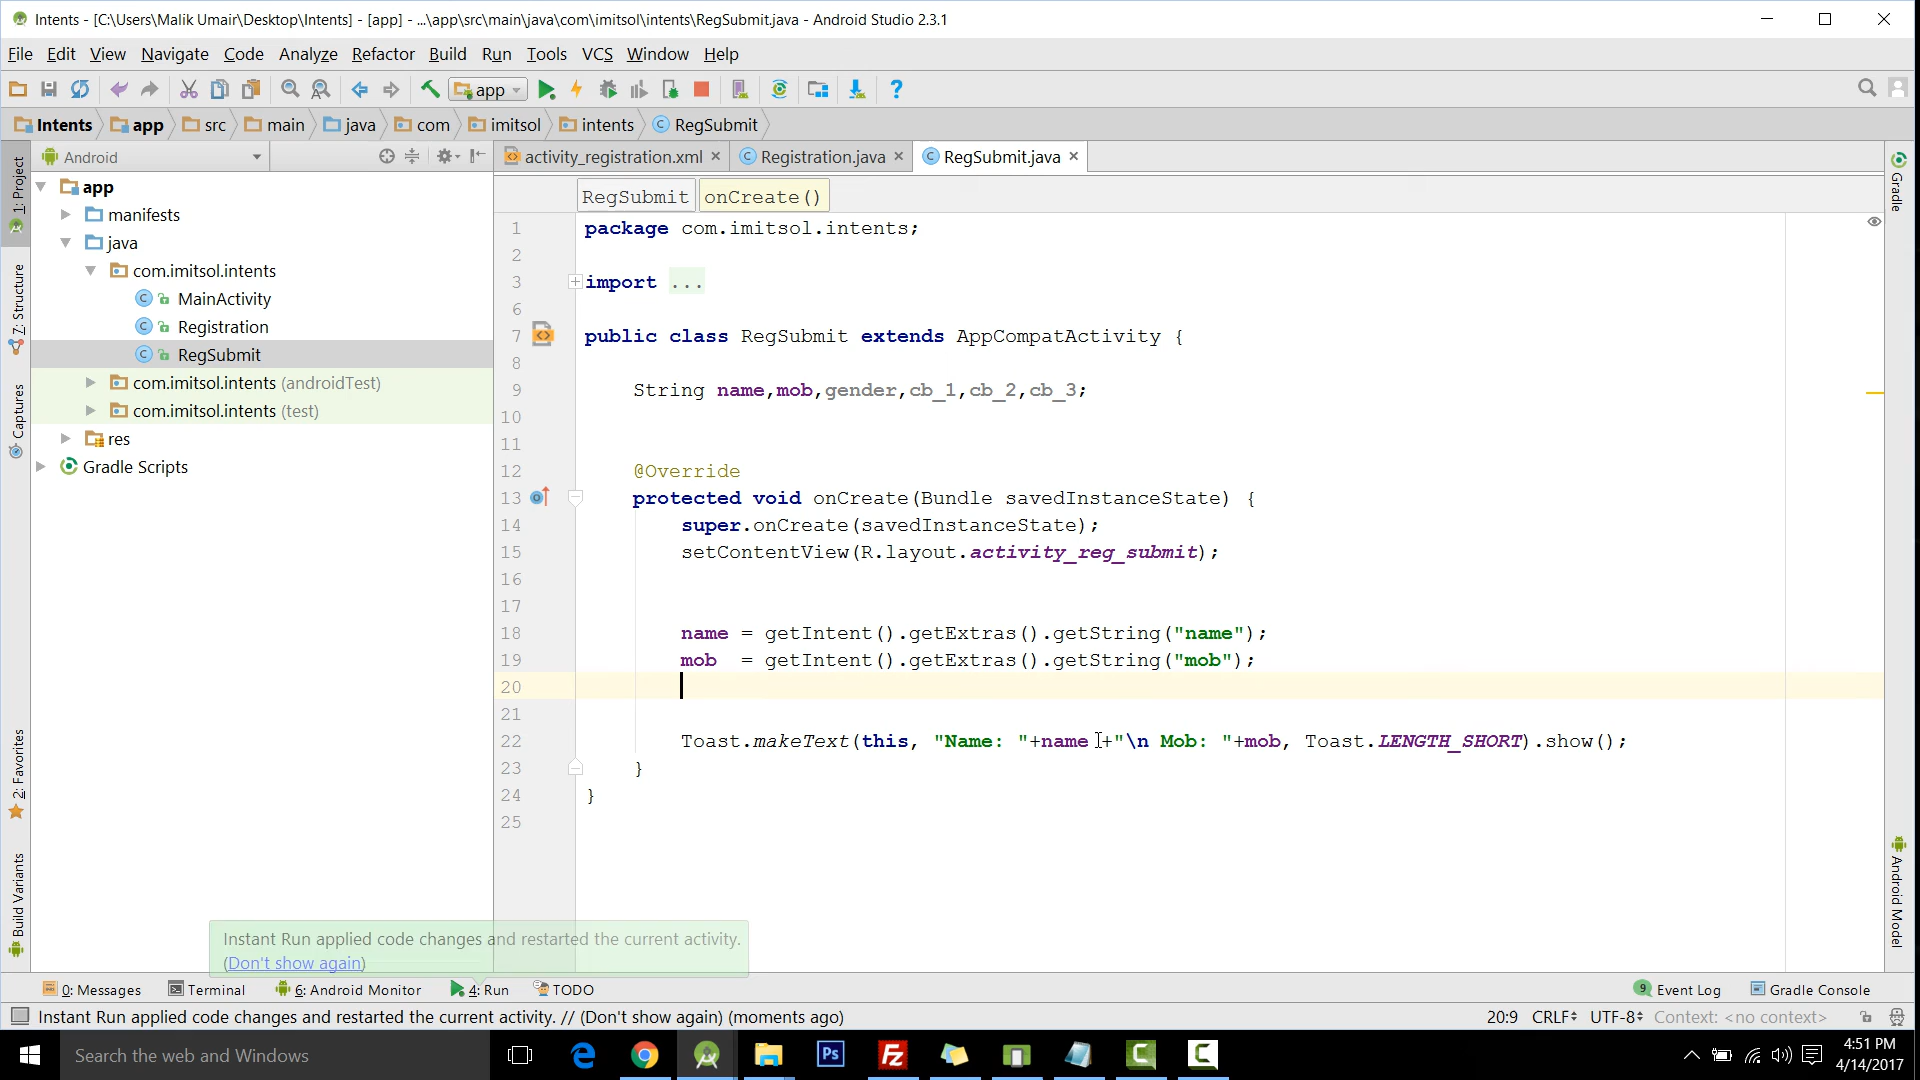 Intents - [C:\Users\Malik Umair\Desktop\Intents] - [app] - ...\app\src\main\java\com\imitsol\intents\RegSubmit.java - Android Studio 2.3.1
File Edit View Navigate Code Analyze Refactor Build Run Tools VCS Window Help
app
Intents app src main java com imitsol intents RegSubmit
Android
activity_registration.xml Registration.java RegSubmit.java
RegSubmit onCreate()
1: Project
7: Structure
Captures
2: Favorites
Build Variants
app
manifests
java
com.imitsol.intents
MainActivity
Registration
RegSubmit
com.imitsol.intents (androidTest)
com.imitsol.intents (test)
res
Gradle Scripts
1 package com.imitsol.intents;
2
3 import ...
6
7 public class RegSubmit extends AppCompatActivity {
8
9 String name,mob,gender,cb_1,cb_2,cb_3;
10
11
12 @Override
13 protected void onCreate(Bundle savedInstanceState) {
14 super.onCreate(savedInstanceState);
15 setContentView(R.layout.activity_reg_submit);
16
17
18 name = getIntent().getExtras().getString("name");
19 mob = getIntent().getExtras().getString("mob");
20
21
22 Toast.makeText(this, "Name: "+name +"\n Mob: "+mob, Toast.LENGTH_SHORT).show();
23 }
24 }
25
Gradle
Android Model
Instant Run applied code changes and restarted the current activity.
(Don't show again)
0: Messages Terminal 6: Android Monitor 4: Run TODO 9 Event Log Gradle Console
Instant Run applied code changes and restarted the current activity. // (Don't show again) (moments ago) 20:9 CRLF UTF-8 Context: <no context>
Search the web and Windows
Ps
Fz
4:51 PM
4/14/2017